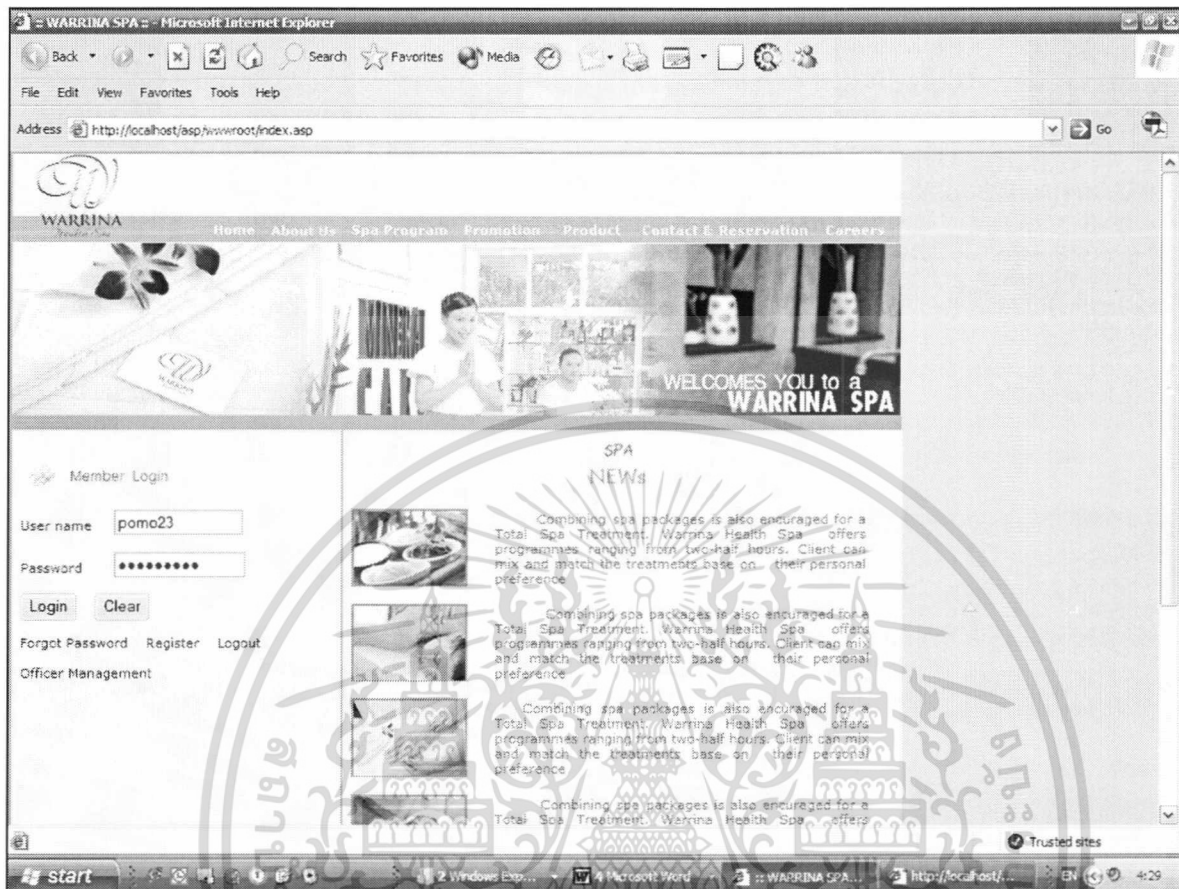 :: WARRINA SPA :: - Microsoft Internet Explorer
Back Search Favorites Media
File Edit View Favorites Tools Help
Address http://localhost/asp/wwwroot/index.asp Go
WARRINA
Home About Us Spa Program Promotion Product Contact & Reservation Careers
WARRINA
WELCOMES YOU to a
WARRINA SPA
Member Login
User name pomo23
Password •••••••••
Login Clear
Forgot Password Register Logout
Officer Management
SPA
NEWs
Combining spa packages is also encuraged for a
Total Spa Treatment. Warrina Health Spa offers
programmes ranging from two-half hours. Client can
mix and match the treatments base on their personal
preference
Combining spa packages is also encuraged for a
Total Spa Treatment. Warrina Health Spa offers
programmes ranging from two-half hours. Client can mix
and match the treatments base on their personal
preference
Combining spa packages is also encuraged for a
Total Spa Treatment. Warrina Health Spa offers
programmes ranging from two-half hours. Client can mix
and match the treatments base on their personal
preference
Combining spa packages is also encuraged for a
Total Spa Treatment. Warrina Health Spa offers
Trusted sites
start 2 Windows Exp... 4 Microsoft Word :: WARRINA SPA... http://localhost/... EN 4:29